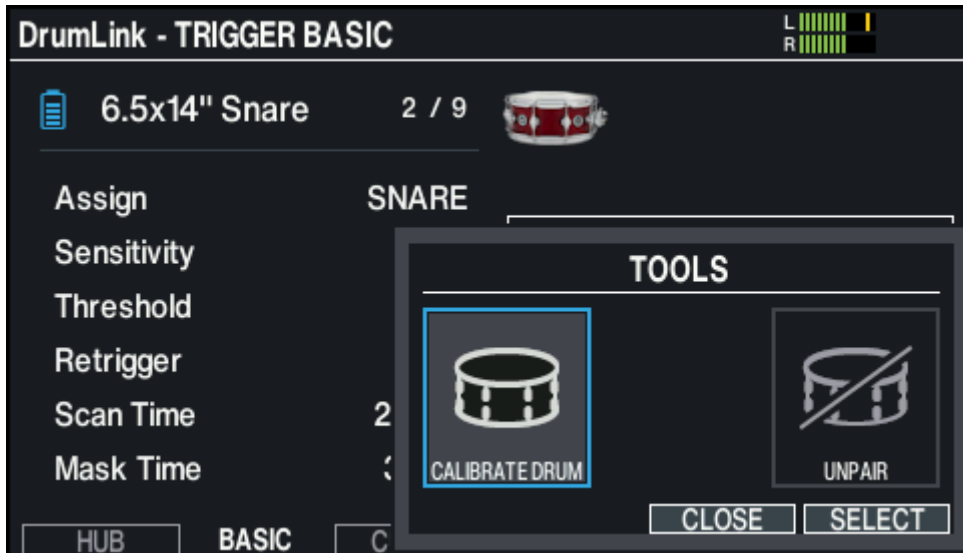 DrumLink - TRIGGER BASIC
L
R
6.5x14" Snare 2 / 9
Assign SNARE
Sensitivity
Threshold
Retrigger
Scan Time 2
Mask Time
TOOLS
CALIBRATE DRUM UNPAIR
CLOSE SELECT
HUB BASIC C